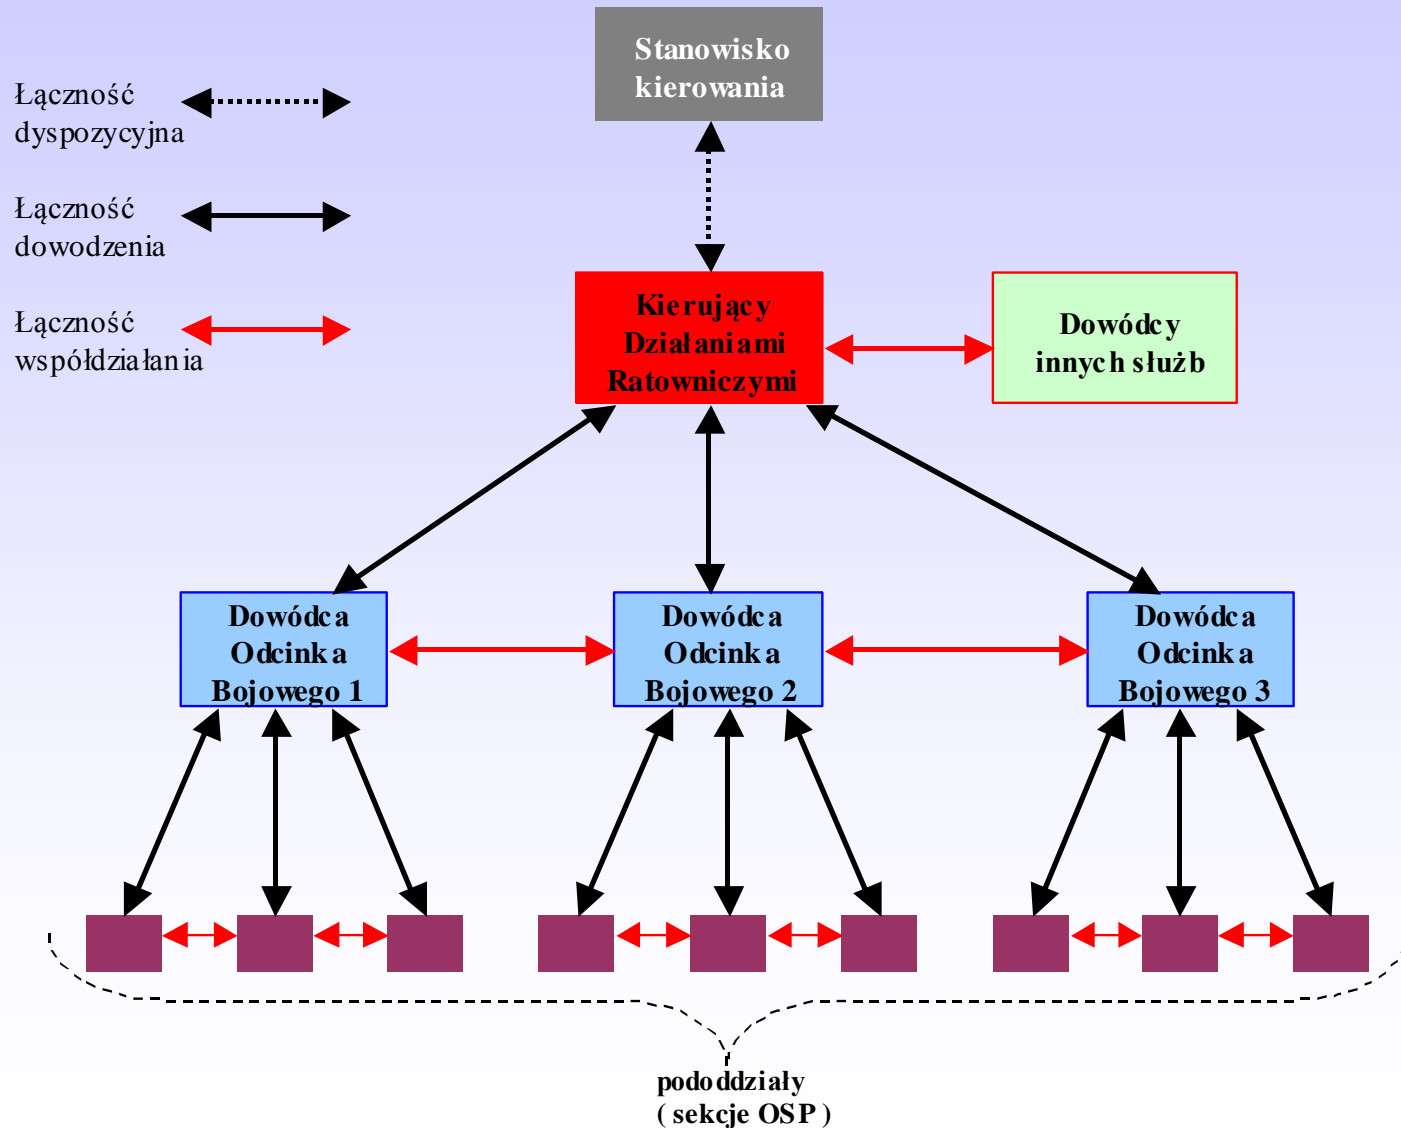 Stanowisko
kierowania
Łączność
dyspozycyjna
Łączność
dowodzenia
Łączność
współdziałania
Kierujący
Działaniami
Ratowniczymi
Dowódcy
innych służb
Dowódca
Odcinka
Bojowego 1
Dowódca
Odcinka
Bojowego 2
Dowódca
Odcinka
Bojowego 3
pododdziały
( sekcje OSP )